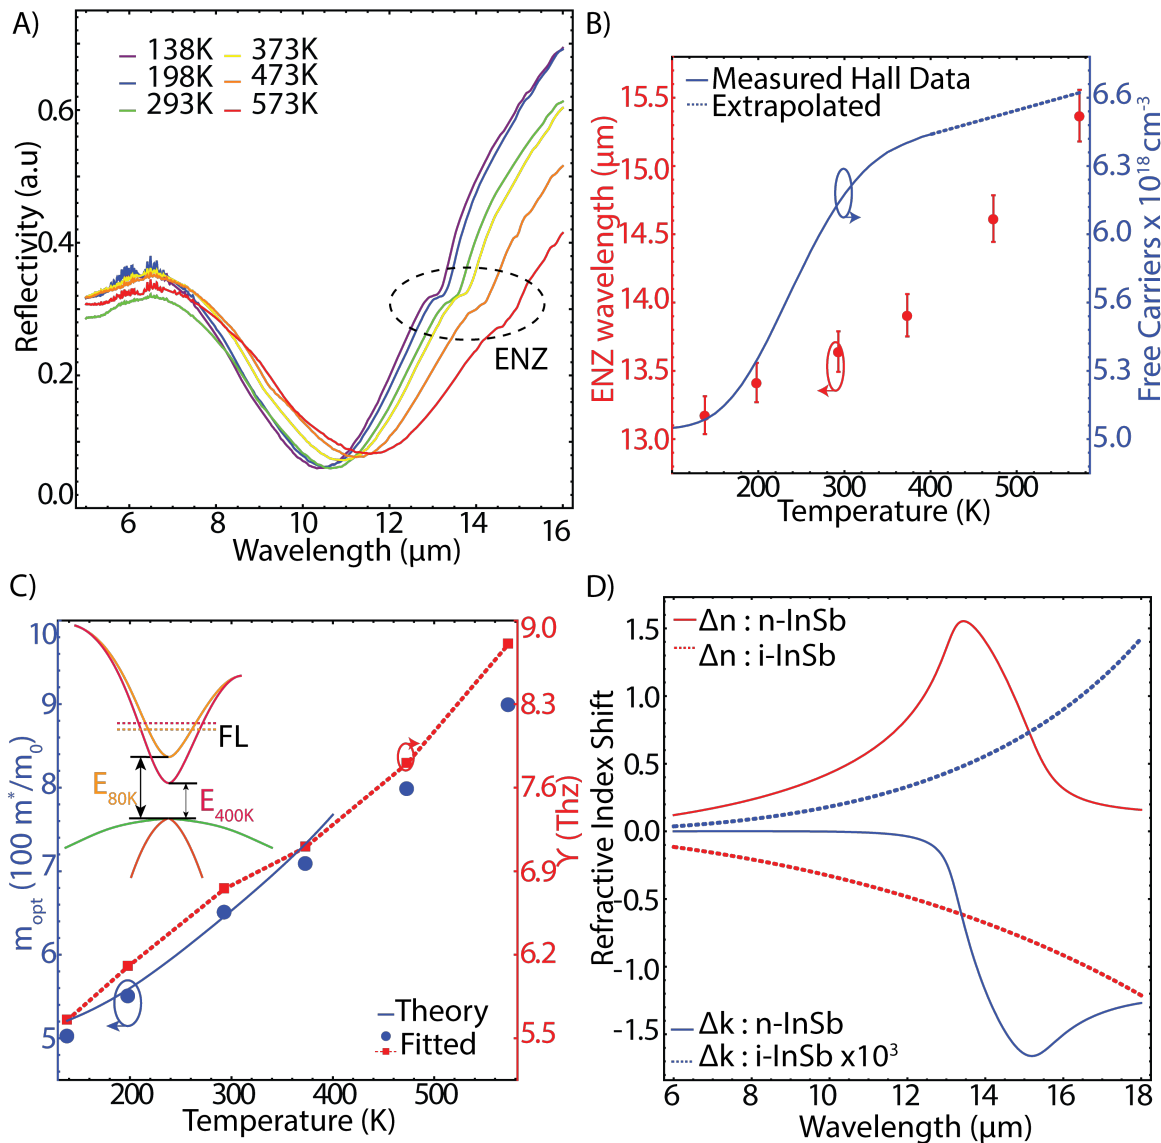 A)
138K
373K
198K
473K
293K
573K
Reflectivity (a.u)
0.6
0.4
0.2
0.0
ENZ
6
8
10
12
14
16
Wavelength (μm)
B)
Measured Hall Data
Extrapolated
ENZ wavelength (μm)
15.5
15.0
14.5
14.0
13.5
13.0
Free Carriers x 10¹⁸ cm⁻³
6.6
6.3
6.0
5.6
5.3
5.0
200
300
400
500
Temperature (K)
C)
m_opt (100 m*/m₀)
10
9
8
7
6
5
FL
E80K
E400K
ϒ (Thz)
9.0
8.3
7.6
6.9
6.2
5.5
Theory
Fitted
200
300
400
500
Temperature (K)
D)
Δn : n-InSb
Δn : i-InSb
Refractive Index Shift
1.5
1.0
0.5
0.0
-0.5
-1.0
-1.5
Δk : n-InSb
Δk : i-InSb x10³
6
8
10
12
14
16
18
Wavelength (μm)